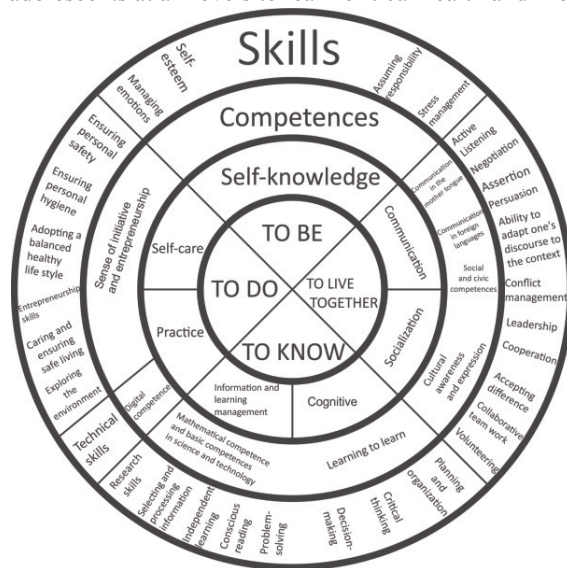 Skills
Self-
esteem
Managing
emotions
Assuming
responsibility
Stress
management
Ensuring
personal
safety
Ensuring
personal
hygiene
Adopting a
balanced
healthy
life style
Entrepreneurship
skills
Caring and
ensuring
safe living
Exploring
the
environment
Technical
skills
Research
skills
Selecting and
processing
information
Independent
learning
Conscious
reading
Problem-
solving
Decision-
making
Critical
thinking
Planning
and
organization
Volunteering
Collaborative
team work
Accepting
difference
Cooperation
Leadership
Conflict
management
Ability to
adapt one's
discourse to
the context
Persuasion
Assertion
Negotiation
Active
Listening
Competences
Sense of initiative
and entrepreneurship
Digital
competence
Mathematical competence
and basic competences
in science and technology
Learning to learn
Cultural
awareness
and expression
Social
and civic
competences
Communication
in foreign
languages
Communication
in the
mother tongue
Self-knowledge
Self-care
Practice
Information and
learning
management
Cognitive
Socialization
Communication
TO BE
TO DO
TO LIVE
TOGETHER
TO KNOW